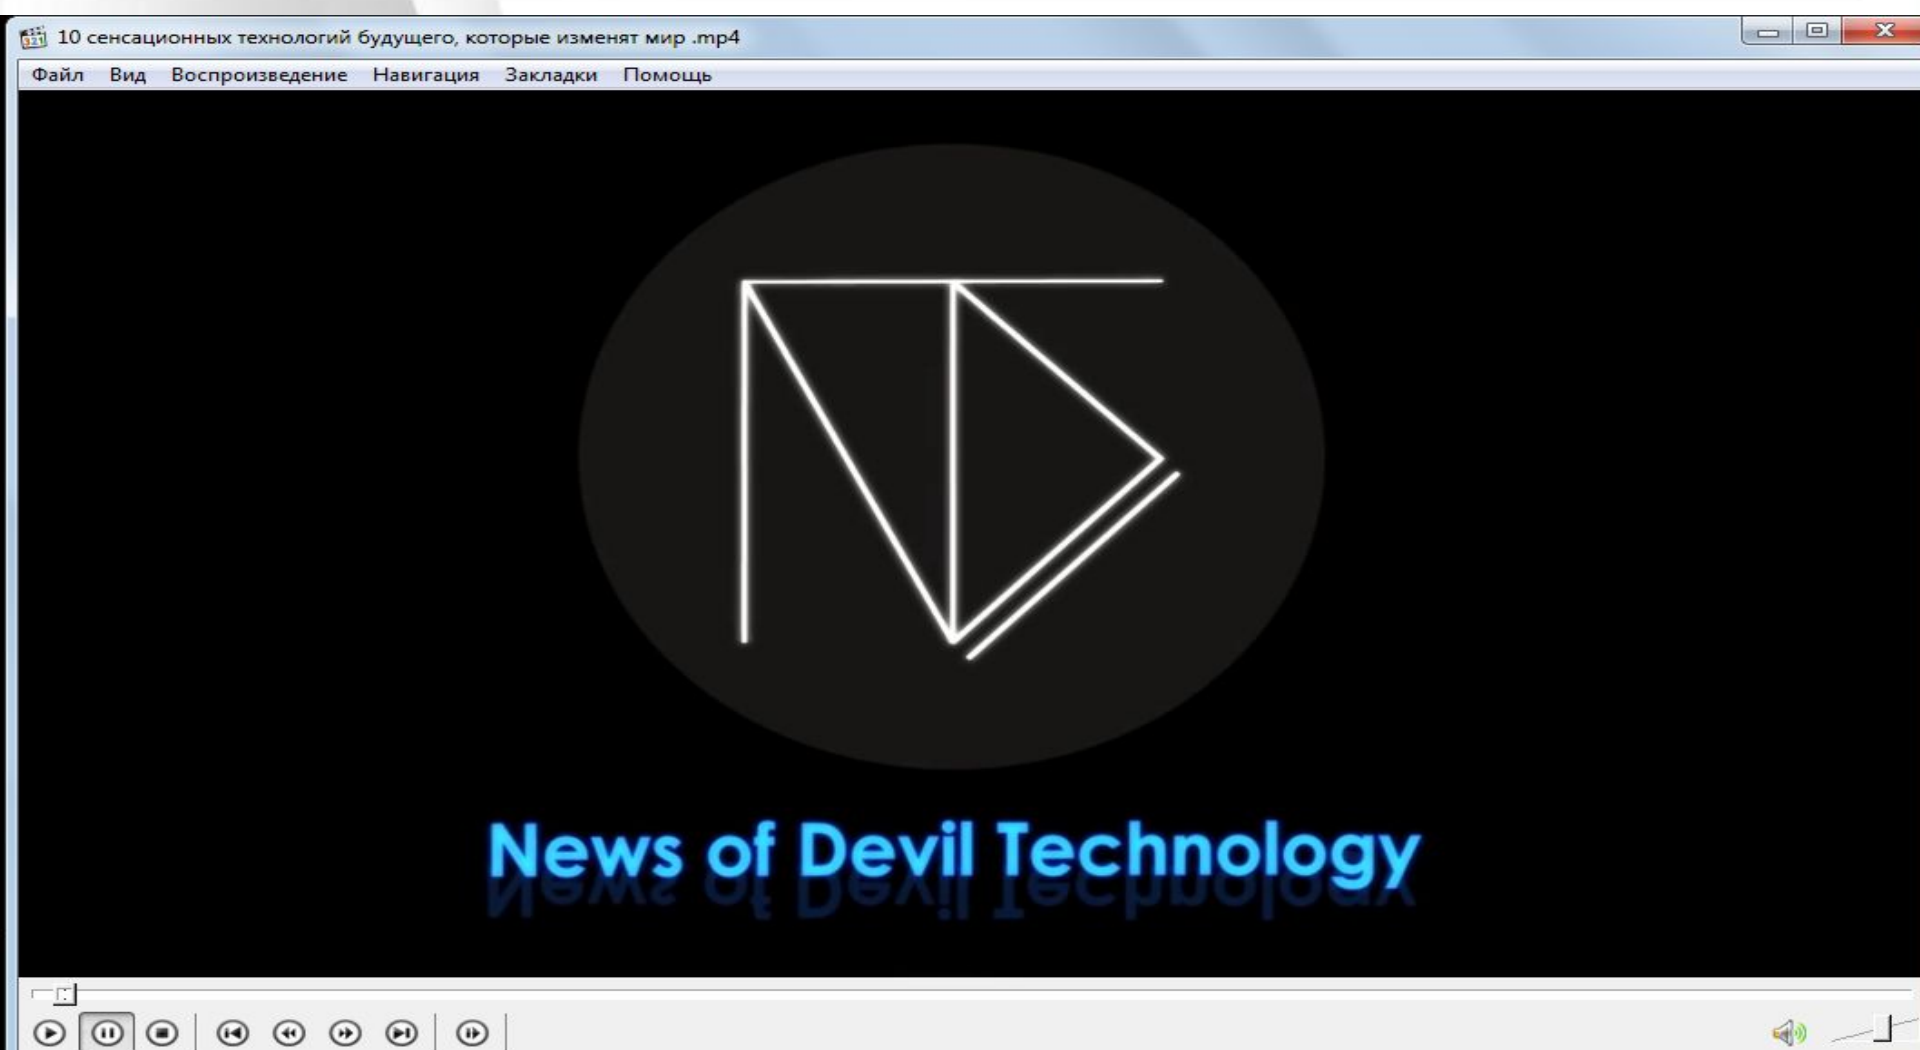 10 сенсационных технологий будущего, которые изменят мир .mp4
Файл Вид Воспроизведение Навигация Закладки Помощь
News of Devil Technology